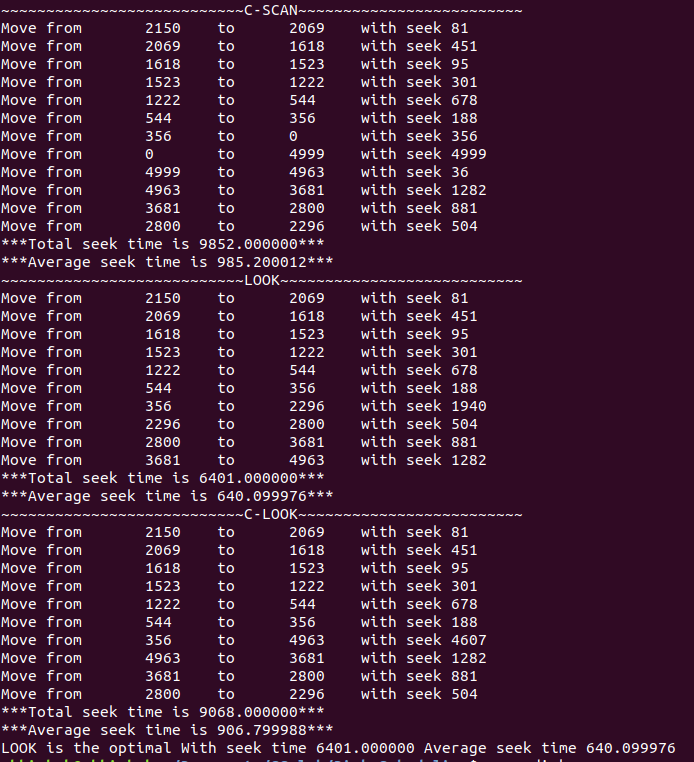 ~~~~~~~~~~~~~~~~~~~~~~~~~~~C-SCAN~~~~~~~~~~~~~~~~~~~~~~~~~
Move from 2150 to 2069 with seek 81
Move from 2069 to 1618 with seek 451
Move from 1618 to 1523 with seek 95
Move from 1523 to 1222 with seek 301
Move from 1222 to 544 with seek 678
Move from 544 to 356 with seek 188
Move from 356 to 0 with seek 356
Move from 0 to 4999 with seek 4999
Move from 4999 to 4963 with seek 36
Move from 4963 to 3681 with seek 1282
Move from 3681 to 2800 with seek 881
Move from 2800 to 2296 with seek 504
***Total seek time is 9852.000000***
***Average seek time is 985.200012***
~~~~~~~~~~~~~~~~~~~~~~~~~~~LOOK~~~~~~~~~~~~~~~~~~~~~~~~~~~
Move from 2150 to 2069 with seek 81
Move from 2069 to 1618 with seek 451
Move from 1618 to 1523 with seek 95
Move from 1523 to 1222 with seek 301
Move from 1222 to 544 with seek 678
Move from 544 to 356 with seek 188
Move from 356 to 2296 with seek 1940
Move from 2296 to 2800 with seek 504
Move from 2800 to 3681 with seek 881
Move from 3681 to 4963 with seek 1282
***Total seek time is 6401.000000***
***Average seek time is 640.099976***
~~~~~~~~~~~~~~~~~~~~~~~~~~~C-LOOK~~~~~~~~~~~~~~~~~~~~~~~~~
Move from 2150 to 2069 with seek 81
Move from 2069 to 1618 with seek 451
Move from 1618 to 1523 with seek 95
Move from 1523 to 1222 with seek 301
Move from 1222 to 544 with seek 678
Move from 544 to 356 with seek 188
Move from 356 to 4963 with seek 4607
Move from 4963 to 3681 with seek 1282
Move from 3681 to 2800 with seek 881
Move from 2800 to 2296 with seek 504
***Total seek time is 9068.000000***
***Average seek time is 906.799988***
LOOK is the optimal With seek time 6401.000000 Average seek time 640.099976